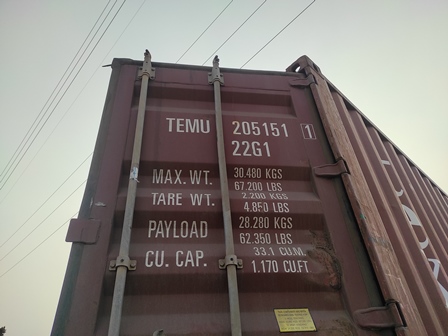 TEMU 205151 1
22G1
MAX. WT. 30.480 KGS
67.200 LBS
TARE WT. 2.200 KGS
4.850 LBS
PAYLOAD 28.280 KGS
62.350 LBS
CU. CAP. 33.1 CU.M.
1.170 CU.FT